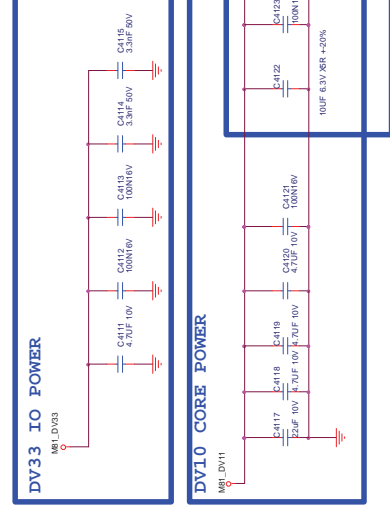 DV33 IO POWER
M81_DV33
C4111
4.7UF 10V
C4112
100N16V
C4113
100N16V
C4114
3.3nF 50V
C4115
3.3nF 50V
DV10 CORE POWER
M81_DV11
C4117
22uF 10V
C4118
4.7UF 10V
C4119
4.7UF 10V
C4120
4.7UF 10V
C4121
100N16V
C4122
10UF 6.3V X5R +-20%
C4123